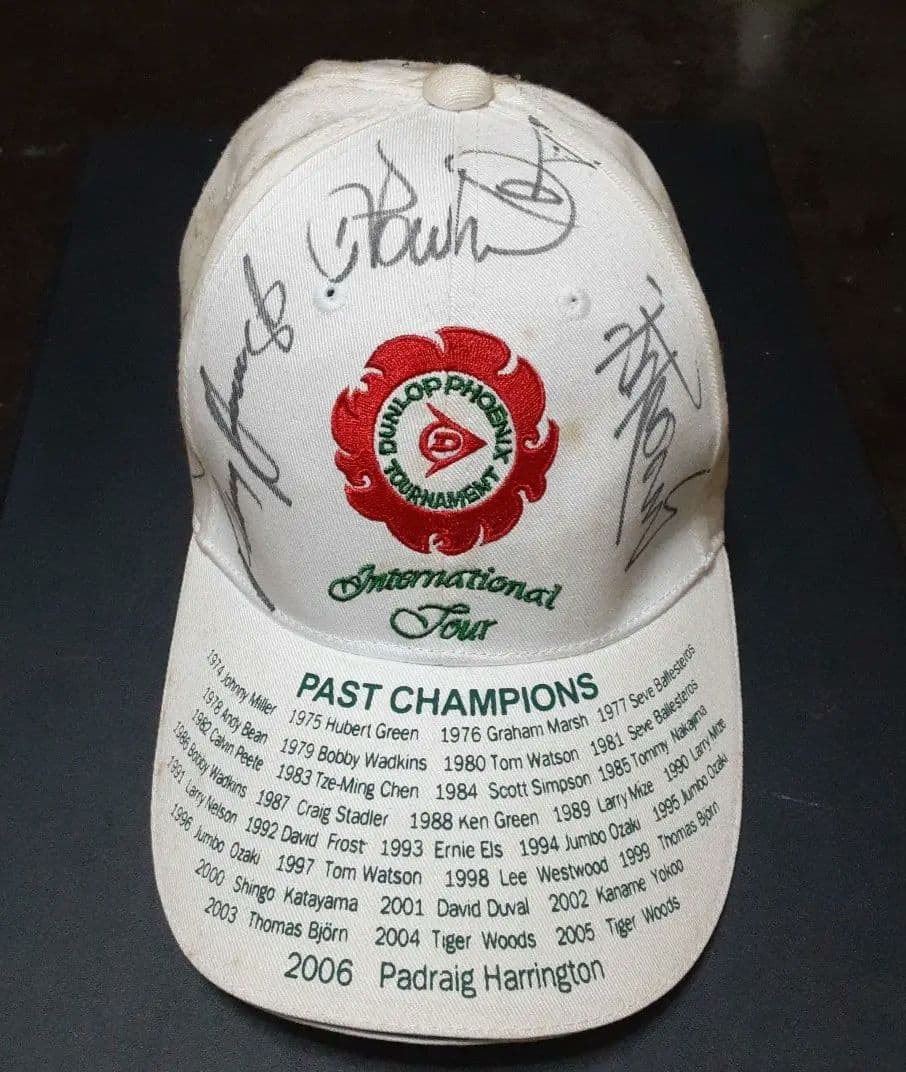 DUNLOP PHOENIX
TOURNAMENT
D
International
Tour
PAST CHAMPIONS
1974 Johnny Miller 1975 Hubert Green 1976 Graham Marsh 1977 Seve Ballesteros
1978 Andy Bean 1979 Bobby Wadkins 1980 Tom Watson 1981 Seve Ballesteros
1982 Calvin Peete 1983 Tze-Ming Chen 1984 Scott Simpson 1985 Tommy Nakajima
1986 Bobby Wadkins 1987 Craig Stadler 1988 Ken Green 1989 Larry Mize 1990 Larry Mize
1991 Larry Nelson 1992 David Frost 1993 Ernie Els 1994 Jumbo Ozaki 1995 Jumbo Ozaki
1996 Jumbo Ozaki 1997 Tom Watson 1998 Lee Westwood 1999 Thomas Björn
2000 Shingo Katayama 2001 David Duval 2002 Kaname Yokoo
2003 Thomas Björn 2004 Tiger Woods 2005 Tiger Woods
2006 Padraig Harrington